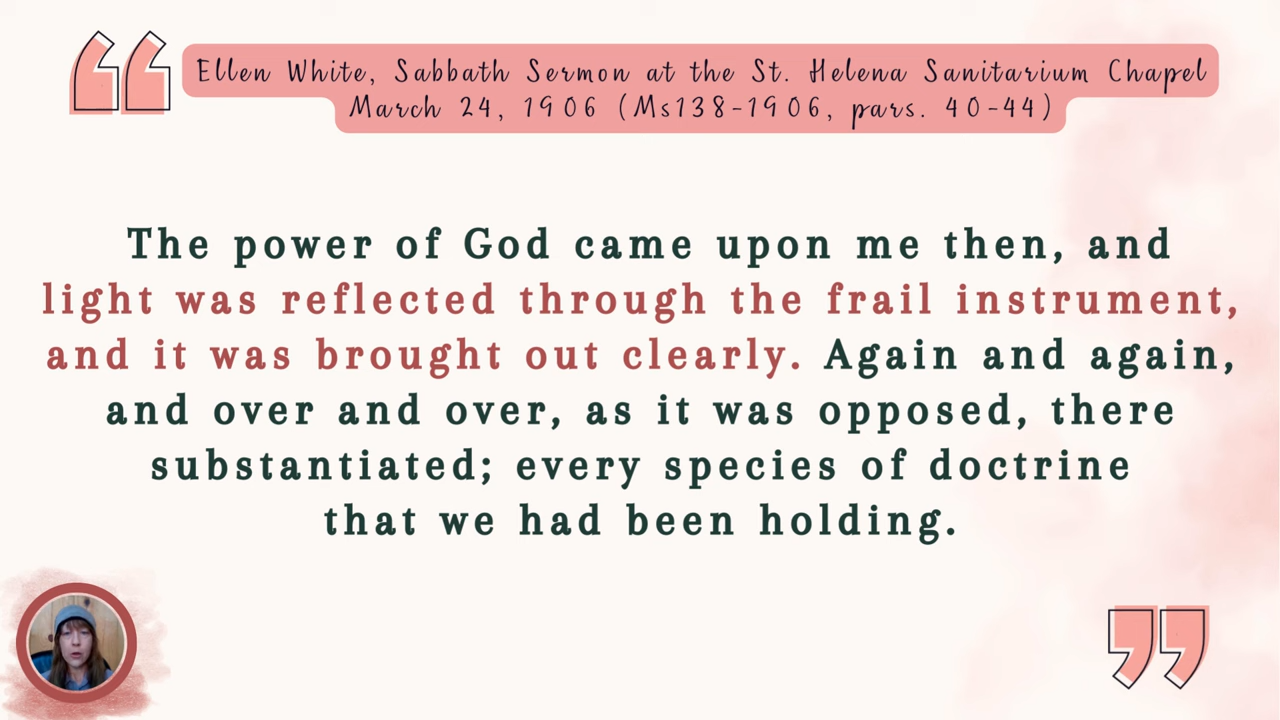 Ellen White, Sabbath Sermon at the St. Helena Sanitarium Chapel
March 24, 1906 (Ms138-1906, pars. 40-44)
The power of God came upon me then, and
light was reflected through the frail instrument,
and it was brought out clearly. Again and again,
and over and over, as it was opposed, there
substantiated; every species of doctrine
that we had been holding.